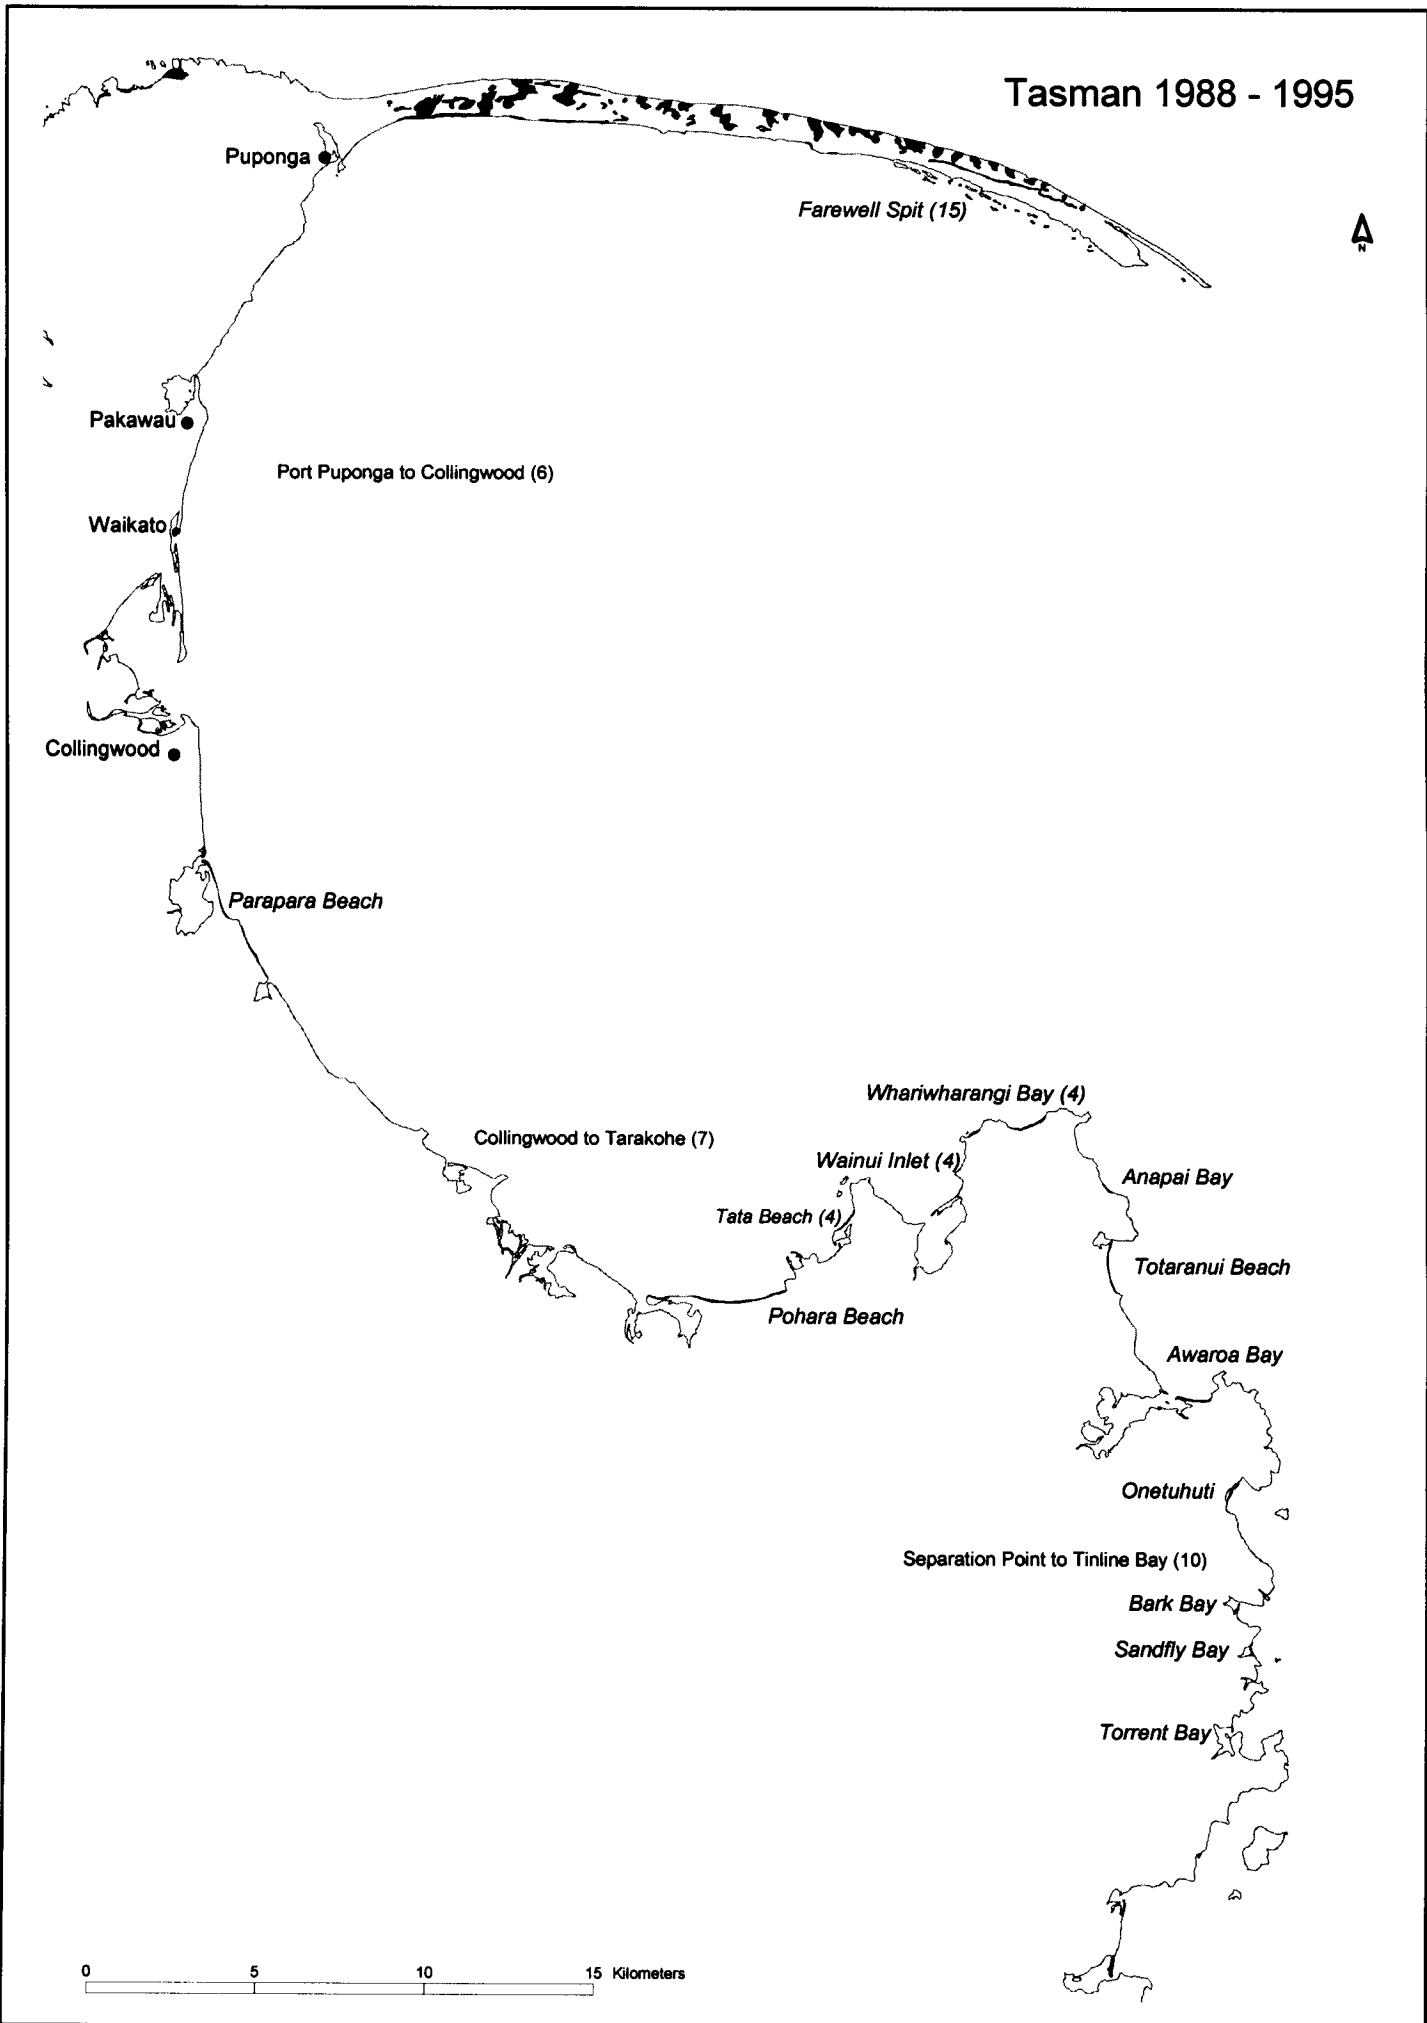 Tasman 1988 - 1995
Puponga
Farewell Spit (15)
N
Pakawau
Port Puponga to Collingwood (6)
Waikato
Collingwood
Parapara Beach
Whariwharangi Bay (4)
Collingwood to Tarakohe (7)
Wainui Inlet (4)
Anapai Bay
Tata Beach (4)
Totaranui Beach
Pohara Beach
Awaroa Bay
Onetuhuti
Separation Point to Tinline Bay (10)
Bark Bay
Sandfly Bay
Torrent Bay
0 5 10 15 Kilometers